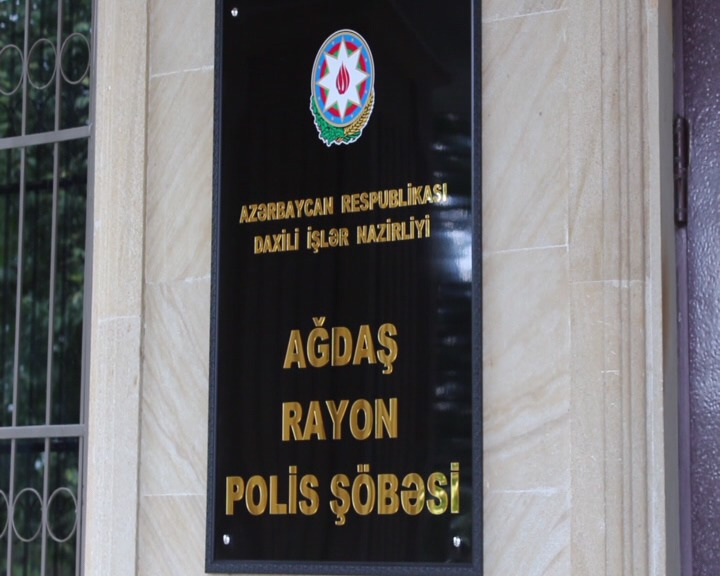 AZƏRBAYCAN RESPUBLİKASI
DAXİLİ İŞLƏR NAZİRLİYİ
AĞDAŞ
RAYON
POLİS ŞÖBƏSİ